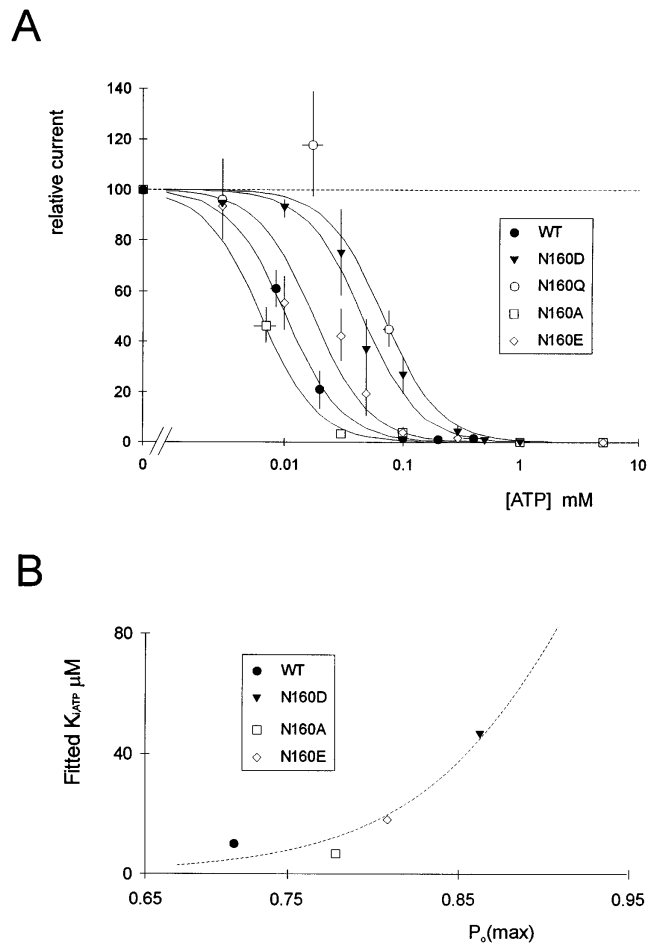 A
relative current
140
120
100
80
60
40
20
0
0
0.01
0.1
1
10
[ATP] mM
WT
N160D
N160Q
N160A
N160E
B
Fitted KiATP μM
80
40
0
0.65
0.75
0.85
0.95
Po(max)
WT
N160D
N160A
N160E